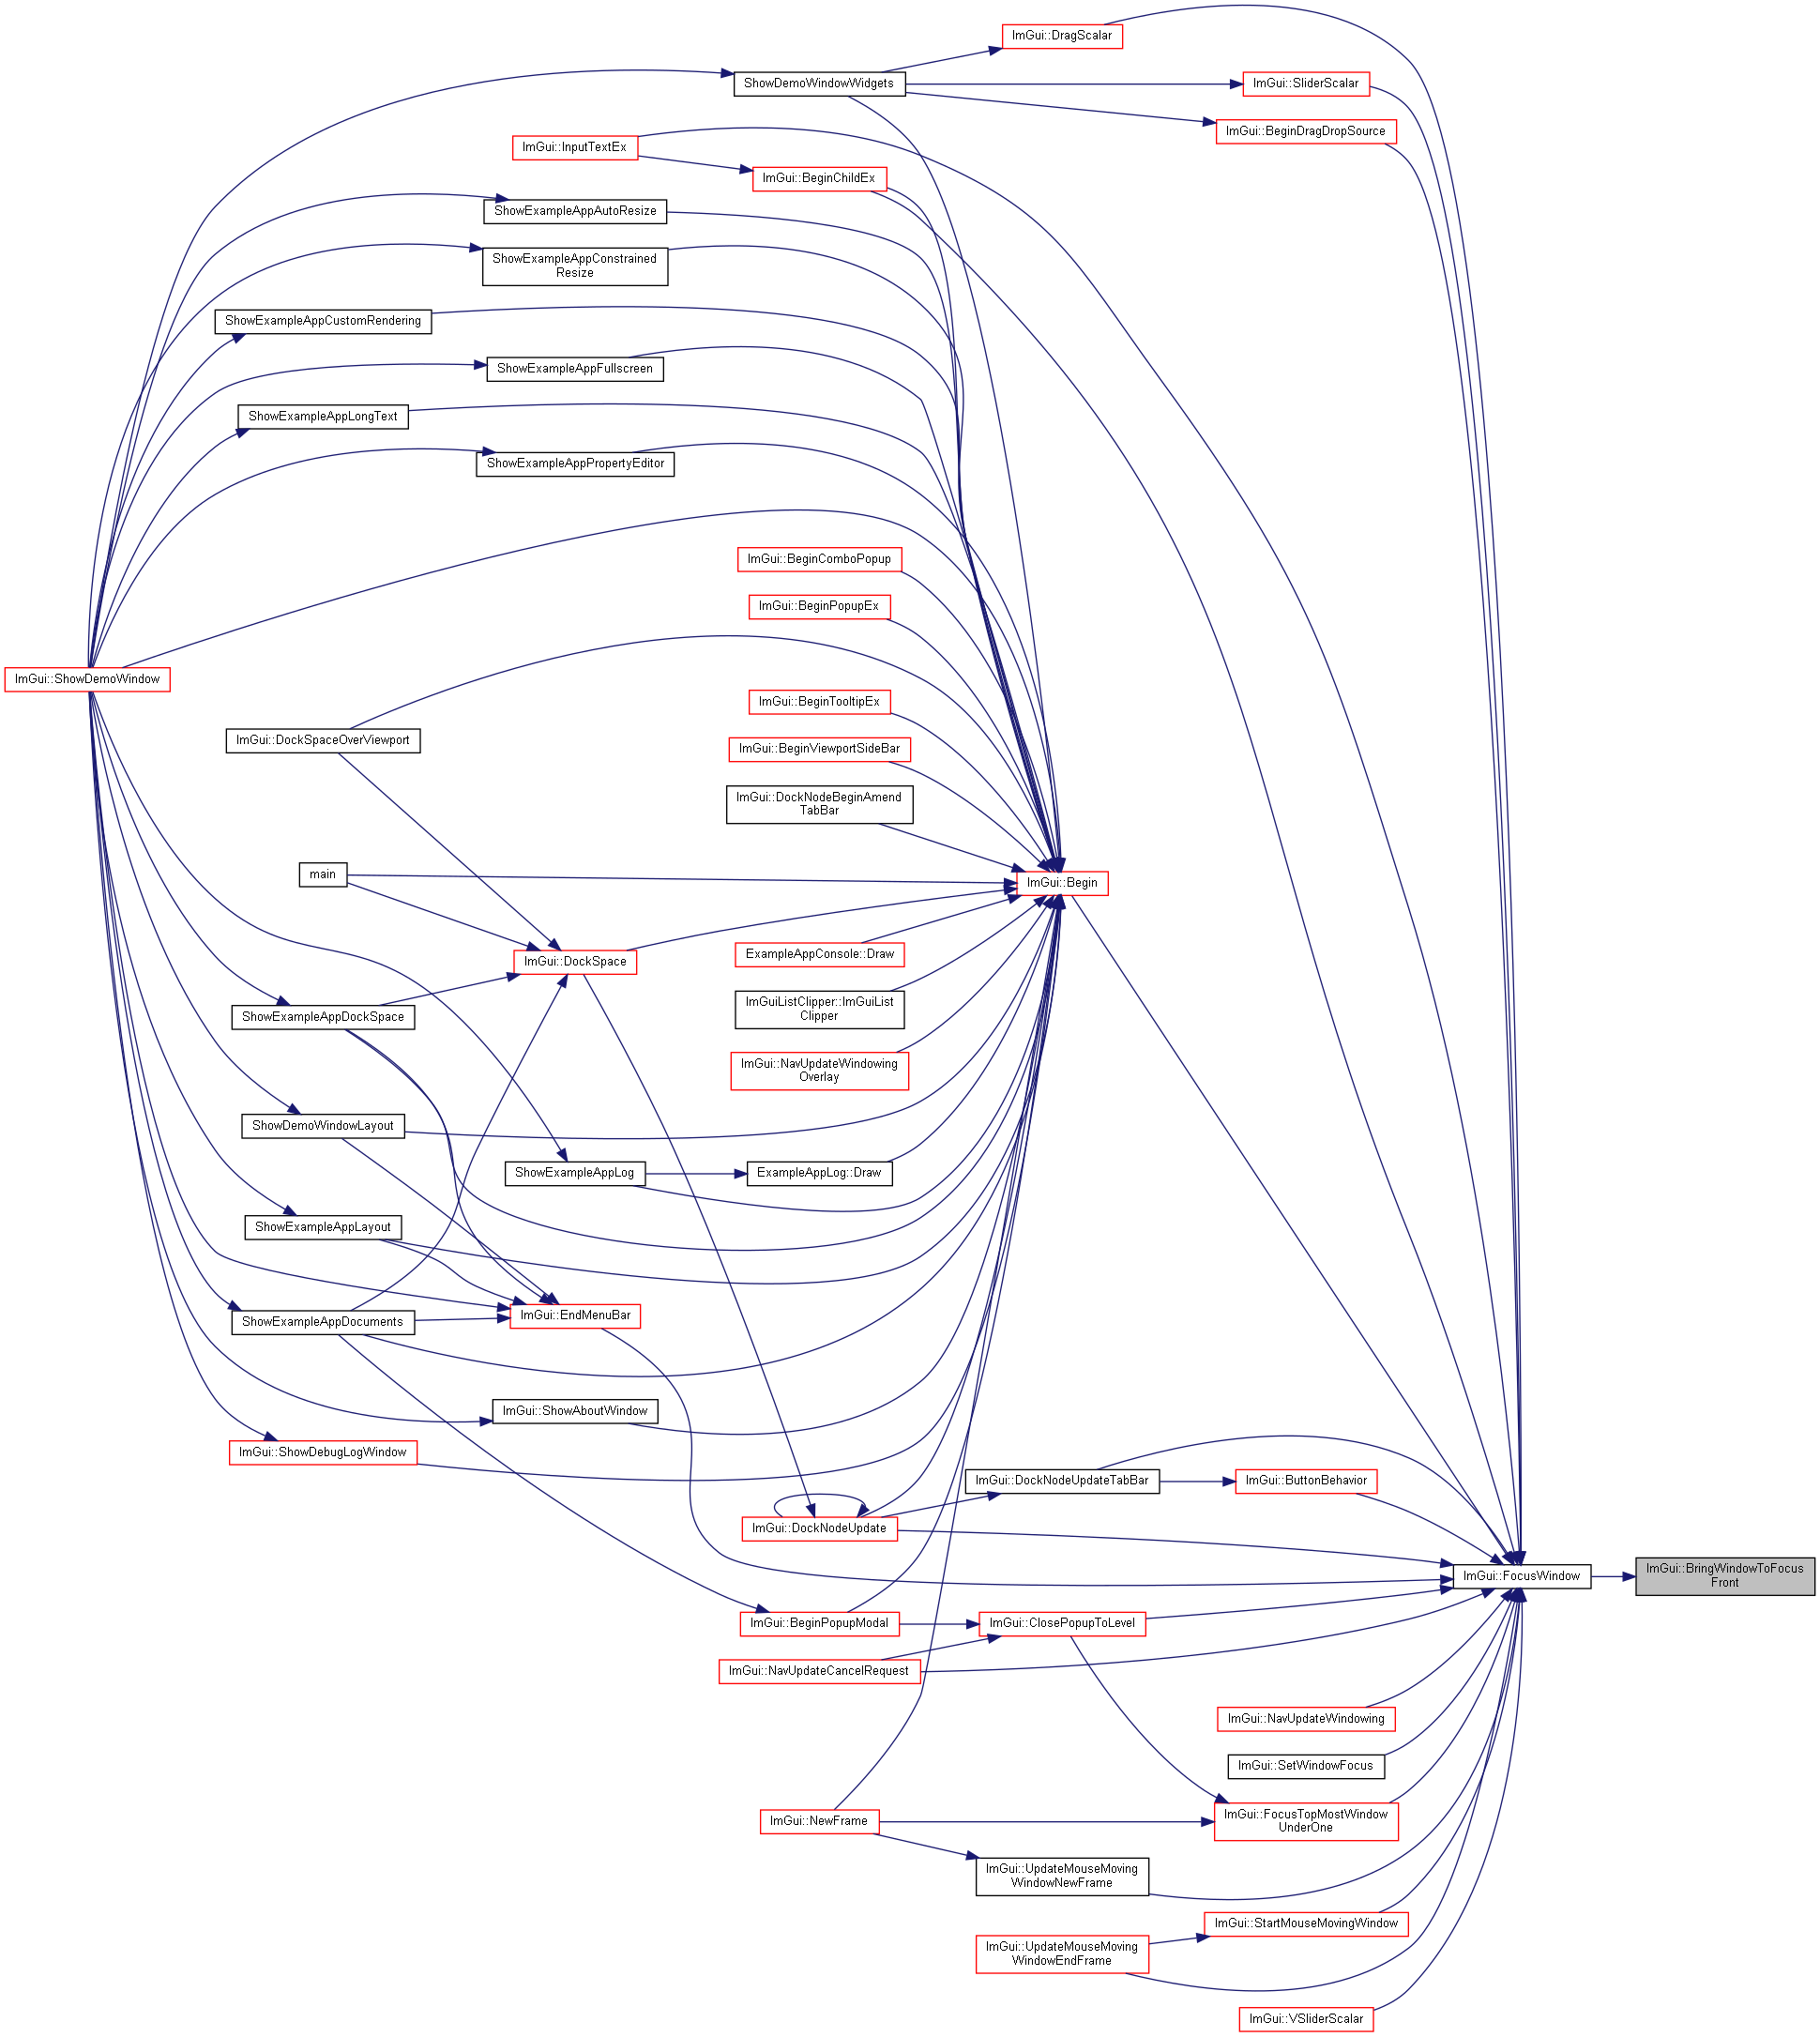 ImGui::DragScalar
ShowDemoWindowWidgets
ImGui::SliderScalar
ImGui::BeginDragDropSource
ImGui::InputTextEx
ImGui::BeginChildEx
ShowExampleAppAutoResize
ShowExampleAppConstrained
Resize
ShowExampleAppCustomRendering
ShowExampleAppFullscreen
ShowExampleAppLongText
ShowExampleAppPropertyEditor
ImGui::BeginComboPopup
ImGui::BeginPopupEx
ImGui::ShowDemoWindow
ImGui::BeginTooltipEx
ImGui::DockSpaceOverViewport
ImGui::BeginViewportSideBar
ImGui::DockNodeBeginAmend
TabBar
main
ImGui::Begin
ExampleAppConsole::Draw
ImGui::DockSpace
ImGuiListClipper::ImGuiList
Clipper
ShowExampleAppDockSpace
ImGui::NavUpdateWindowing
Overlay
ShowDemoWindowLayout
ShowExampleAppLog
ExampleAppLog::Draw
ShowExampleAppLayout
ImGui::EndMenuBar
ShowExampleAppDocuments
ImGui::ShowAboutWindow
ImGui::ShowDebugLogWindow
ImGui::DockNodeUpdateTabBar
ImGui::ButtonBehavior
ImGui::DockNodeUpdate
ImGui::FocusWindow
ImGui::BringWindowToFocus
Front
ImGui::BeginPopupModal
ImGui::ClosePopupToLevel
ImGui::NavUpdateCancelRequest
ImGui::NavUpdateWindowing
ImGui::SetWindowFocus
ImGui::NewFrame
ImGui::FocusTopMostWindow
UnderOne
ImGui::UpdateMouseMoving
WindowNewFrame
ImGui::StartMouseMovingWindow
ImGui::UpdateMouseMoving
WindowEndFrame
ImGui::VSliderScalar